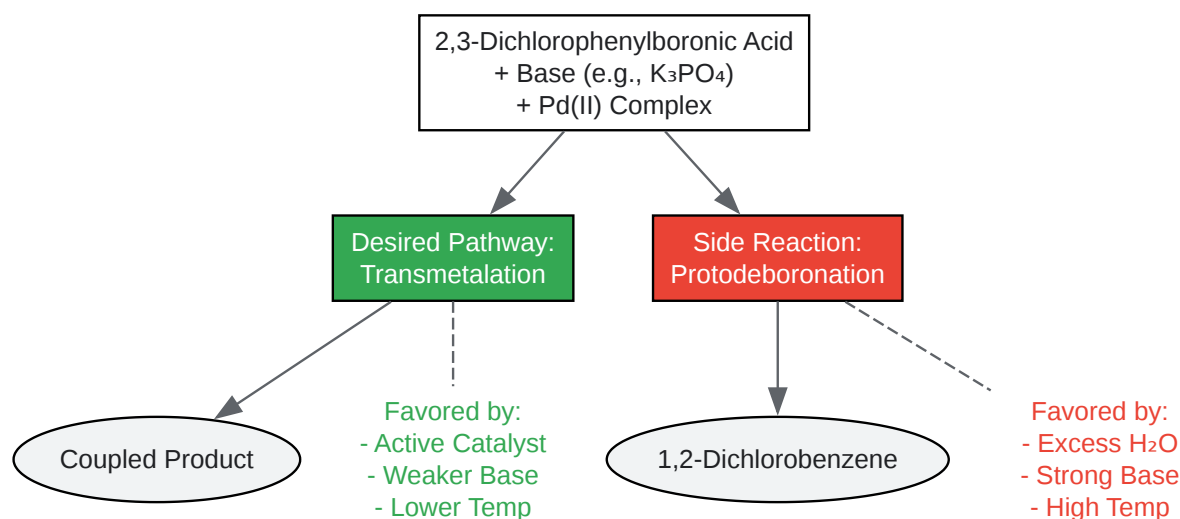 2,3-Dichlorophenylboronic Acid
+ Base (e.g., K₃PO₄)
+ Pd(II) Complex
Desired Pathway:
Transmetalation
Side Reaction:
Protodeboronation
Coupled Product
Favored by:
- Active Catalyst
- Weaker Base
- Lower Temp
1,2-Dichlorobenzene
Favored by:
- Excess H₂O
- Strong Base
- High Temp